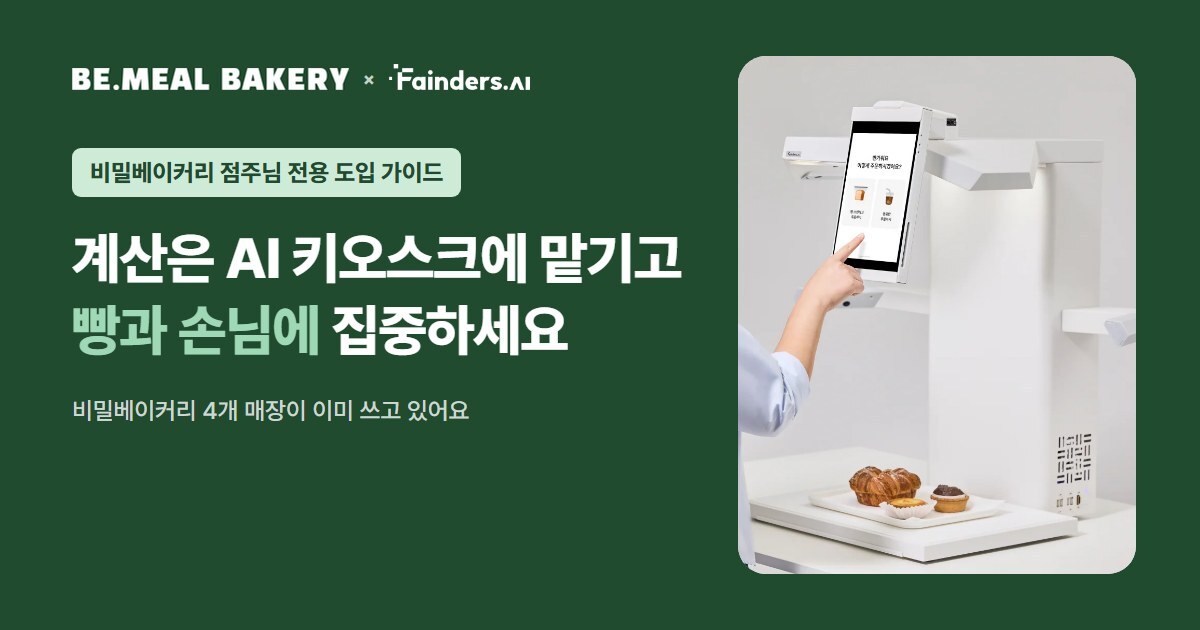 BE.MEAL BAKERY × Fainders.AI
비밀베이커리 점주님 전용 도입 가이드
계산은 AI 키오스크에 맡기고
빵과 손님에 집중하세요
비밀베이커리 4개 매장이 이미 쓰고 있어요